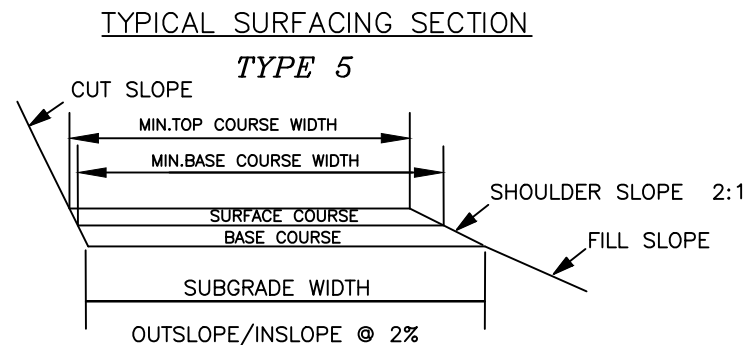 TYPICAL SURFACING SECTION
TYPE 5
CUT SLOPE
MIN.TOP COURSE WIDTH
MIN.BASE COURSE WIDTH
SHOULDER SLOPE 2:1
SURFACE COURSE
BASE COURSE
FILL SLOPE
SUBGRADE WIDTH
OUTSLOPE/INSLOPE @ 2%